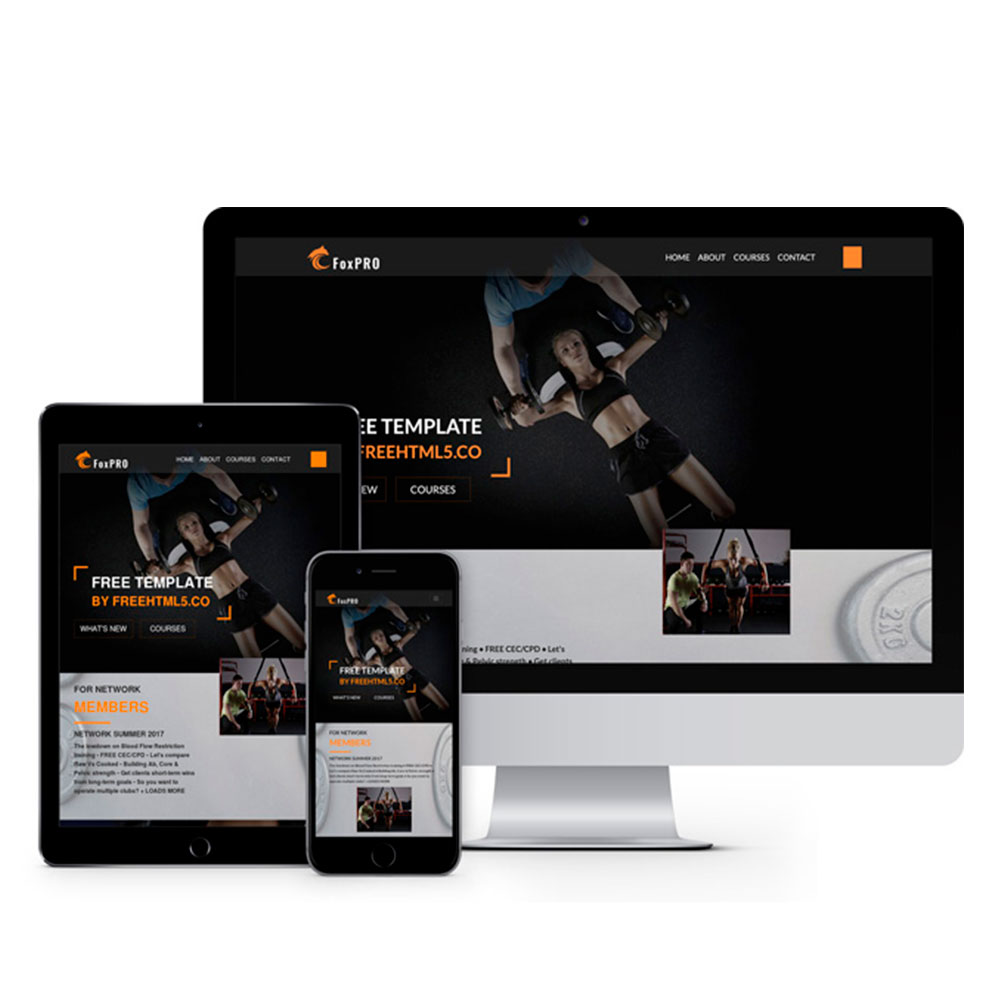 FoxPRO
HOME ABOUT COURSES CONTACT
EE TEMPLATE
FREEHTML5.CO
EW COURSES
2KG
ning • FREE CEC/CPD • Let's
& Pelvic strength • Get clients
FoxPRO
HOME ABOUT COURSES CONTACT
FREE TEMPLATE
BY FREEHTML5.CO
WHAT'S NEW COURSES
FOR NETWORK
MEMBERS
NETWORK SUMMER 2017
The lowdown on Blood Flow Restriction
training • FREE CEC/CPD • Let's compare
Raw Vs Cooked • Building Ab, Core &
Pelvic strength • Get clients short-term wins
from long-term goals • So you want to
operate multiple clubs? + LOADS MORE
FoxPRO
FREE TEMPLATE
BY FREEHTML5.CO
WHAT'S NEW COURSES
FOR NETWORK
MEMBERS
NETWORK SUMMER 2017